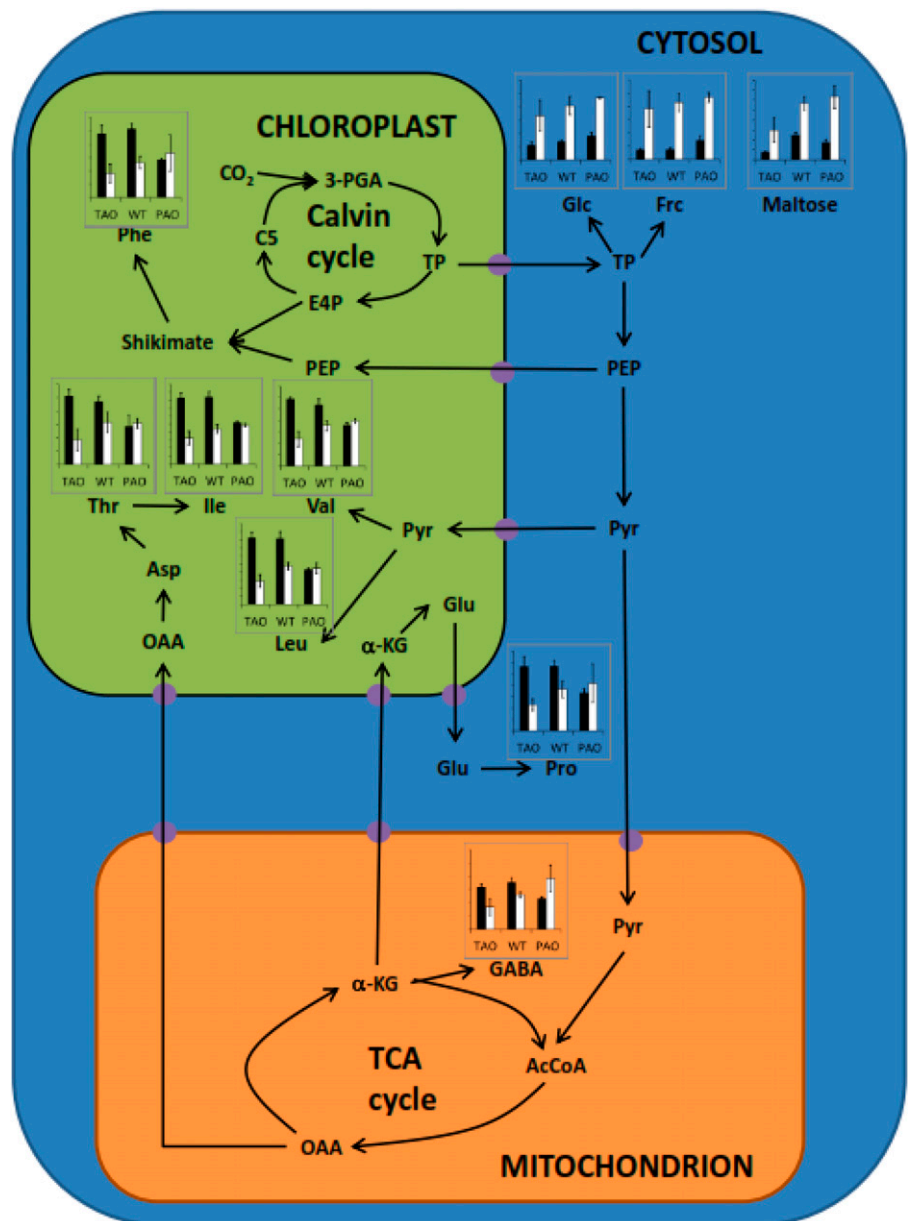 CYTOSOL
CHLOROPLAST
TAO WT PAO
Glc
TAO WT PAO
Frc
TAO WT PAO
Maltose
TAO WT PAO
Phe
CO2
3-PGA
Calvin
cycle
C5
TP
TP
E4P
Shikimate
PEP
PEP
TAO WT PAO
Thr
TAO WT PAO
Ile
TAO WT PAO
Val
Pyr
Pyr
Asp
TAO WT PAO
Leu
Glu
OAA
α-KG
TAO WT PAO
Glu
Pro
TAO WT PAO
GABA
Pyr
α-KG
TCA
cycle
AcCoA
OAA
MITOCHONDRION